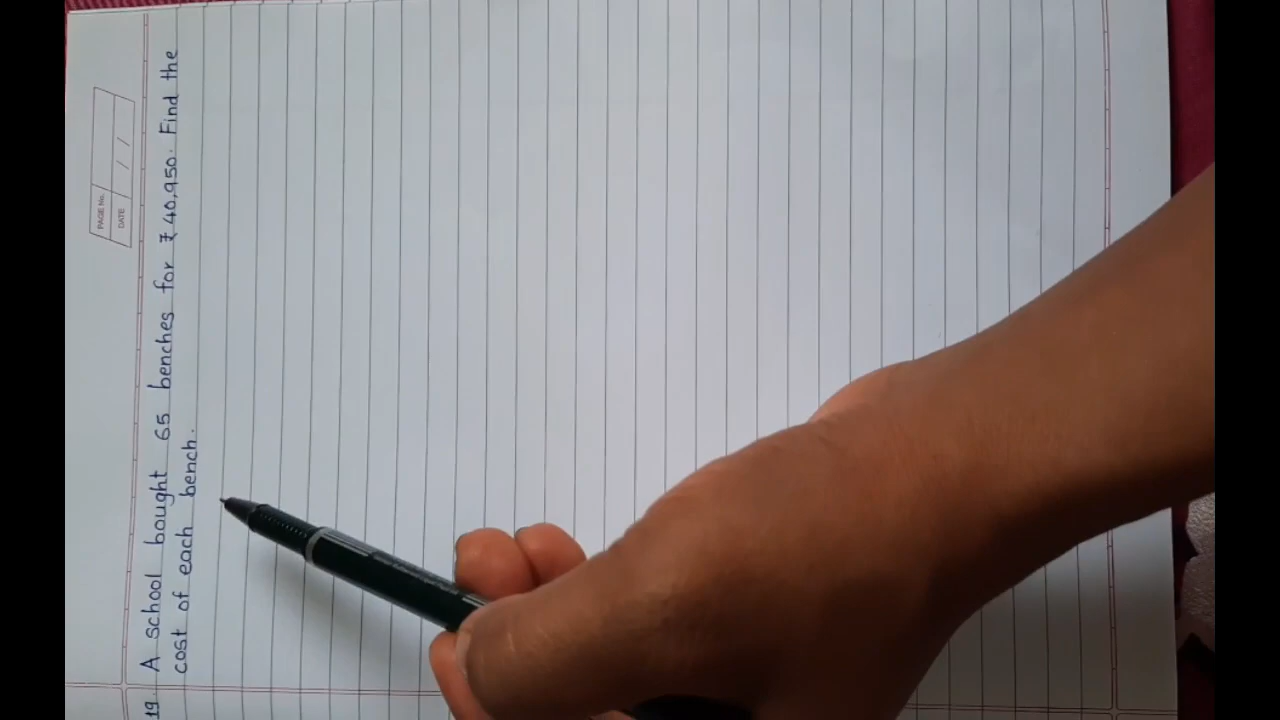 PAGE No.
DATE / /
19. A school bought 65 benches for ₹ 40,950. Find the
cost of each bench.